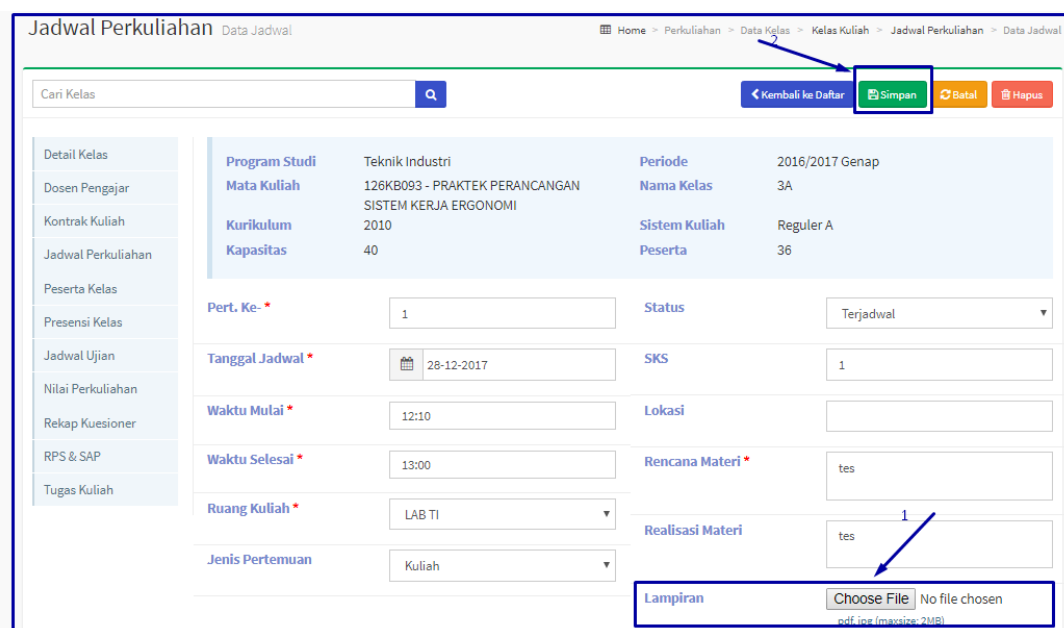 Jadwal Perkuliahan Data Jadwal
Home > Perkuliahan > Data Kelas > Kelas Kuliah > Jadwal Perkuliahan > Data Jadwal
2
Cari Kelas
Kembali ke Daftar Simpan Batal Hapus
Detail Kelas
Dosen Pengajar
Kontrak Kuliah
Jadwal Perkuliahan
Peserta Kelas
Presensi Kelas
Jadwal Ujian
Nilai Perkuliahan
Rekap Kuesioner
RPS & SAP
Tugas Kuliah
Program Studi Teknik Industri Periode 2016/2017 Genap
Mata Kuliah 126KB093 - PRAKTEK PERANCANGAN Nama Kelas 3A
SISTEM KERJA ERGONOMI
Kurikulum 2010 Sistem Kuliah Reguler A
Kapasitas 40 Peserta 36
Pert. Ke- * 1 Status Terjadwal
Tanggal Jadwal * 28-12-2017 SKS 1
Waktu Mulai * 12:10 Lokasi
Waktu Selesai * 13:00 Rencana Materi * tes
Ruang Kuliah * LAB TI
1
Realisasi Materi tes
Jenis Pertemuan Kuliah
Lampiran Choose File No file chosen
pdf, jpg (maxsize: 2MB)